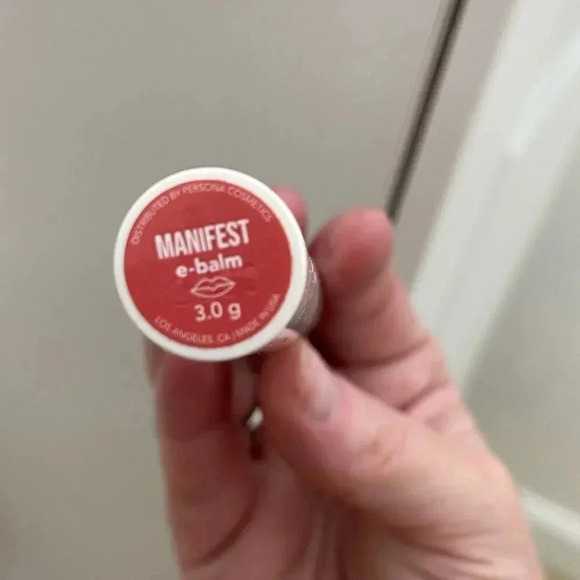 DISTRIBUTED BY PERSONA COSMETICS
MANIFEST
e-balm
3.0 g
LOS ANGELES, CA | MADE IN USA